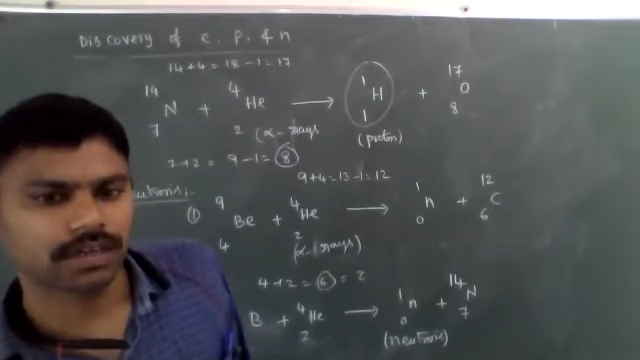 Discovery of e, p, & n
14+4 = 18-1 = 17
14 7 N + 4 2 He → 1 1 H + 17 8 O
(α-rays (proton)
7+2 = 9-1 = 8
9+4 = 13-1 = 12
① 9 4 Be + 4 2 He → 1 0 n + 12 6 C
(α-rays)
4+2 = 6 = 2
B + 4 2 He → 1 0 n + 14 7 N
(neutrons)